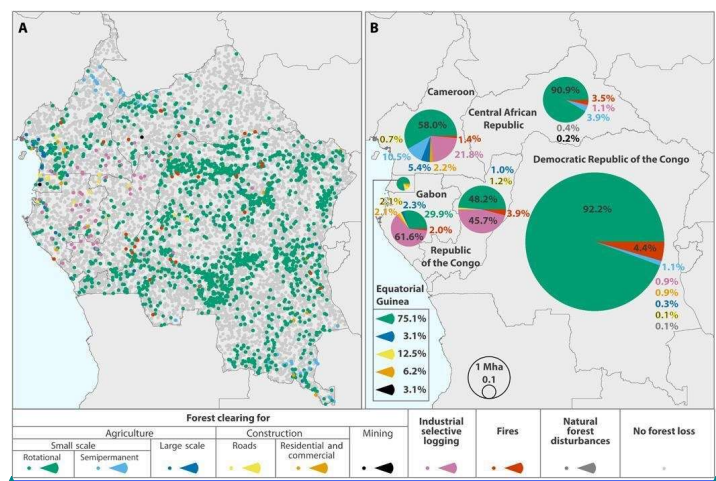 A
B
Cameroon
90.9%
3.5%
1.1%
3.9%
0.4%
0.2%
Central African
Republic
58.0%
0.7%
1.4%
10.5%
21.8%
5.4%
2.2%
Democratic Republic of the Congo
1.0%
1.2%
Gabon
2.1%
2.3%
2.1%
29.9%
2.0%
61.6%
48.2%
45.7%
3.9%
Republic
of the Congo
92.2%
4.4%
1.1%
0.9%
0.9%
0.3%
0.1%
0.1%
Equatorial
Guinea
75.1%
3.1%
12.5%
6.2%
3.1%
1 Mha
0.1
Forest clearing for
Agriculture
Construction
Mining
Small scale
Large scale
Roads
Residential and
commercial
Rotational
Semipermanent
Industrial
selective
logging
Fires
Natural
forest
disturbances
No forest loss